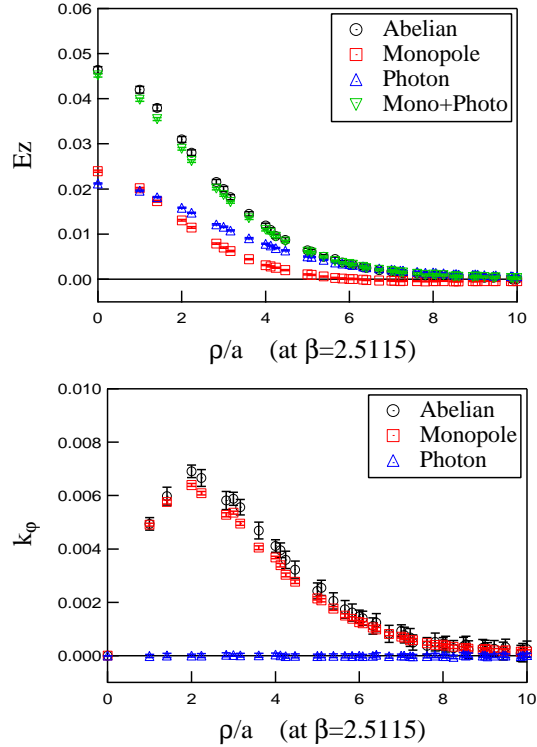 0.06
0.05
0.04
0.03
0.02
0.01
0.00
Ez
Abelian
Monopole
Photon
Mono+Photo
0 2 4 6 8 10
ρ/a (at β=2.5115)
0.010
0.008
0.006
0.004
0.002
0.000
kφ
Abelian
Monopole
Photon
0 2 4 6 8 10
ρ/a (at β=2.5115)